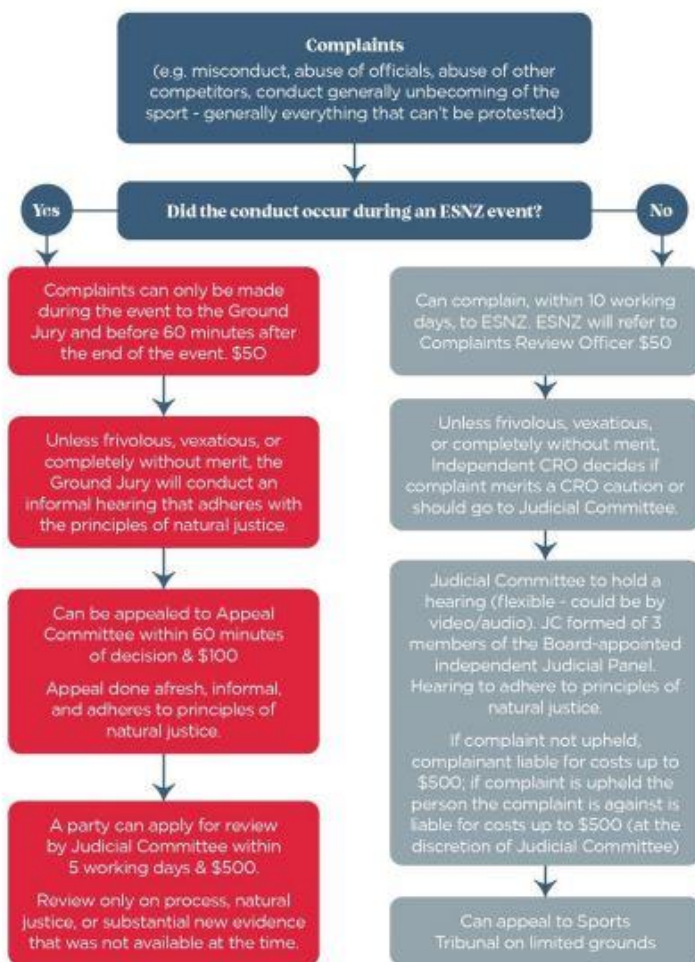 Complaints
(e.g. misconduct, abuse of officials, abuse of other
competitors, conduct generally unbecoming of the
sport - generally everything that can't be protested)
Yes
Did the conduct occur during an ESNZ event?
No
Complaints can only be made
during the event to the Ground
Jury and before 60 minutes after
the end of the event. $50
Unless frivolous, vexatious, or
completely without merit, the
Ground Jury will conduct an
informal hearing that adheres with
the principles of natural justice.
Can be appealed to Appeal
Committee within 60 minutes
of decision & $100
Appeal done afresh, informal,
and adheres to principles of
natural justice.
A party can apply for review
by Judicial Committee within
5 working days & $500.
Review only on process, natural
justice, or substantial new evidence
that was not available at the time.
Can complain, within 10 working
days, to ESNZ. ESNZ will refer to
Complaints Review Officer $50
Unless frivolous, vexatious,
or completely without merit,
Independent CRO decides if
complaint merits a CRO caution or
should go to Judicial Committee.
Judicial Committee to hold a
hearing (flexible - could be by
video/audio). JC formed of 3
members of the Board-appointed
independent Judicial Panel.
Hearing to adhere to principles of
natural justice.
If complaint not upheld,
complainant liable for costs up to
$500; if complaint is upheld the
person the complaint is against is
liable for costs up to $500 (at the
discretion of Judicial Committee)
Can appeal to Sports
Tribunal on limited grounds